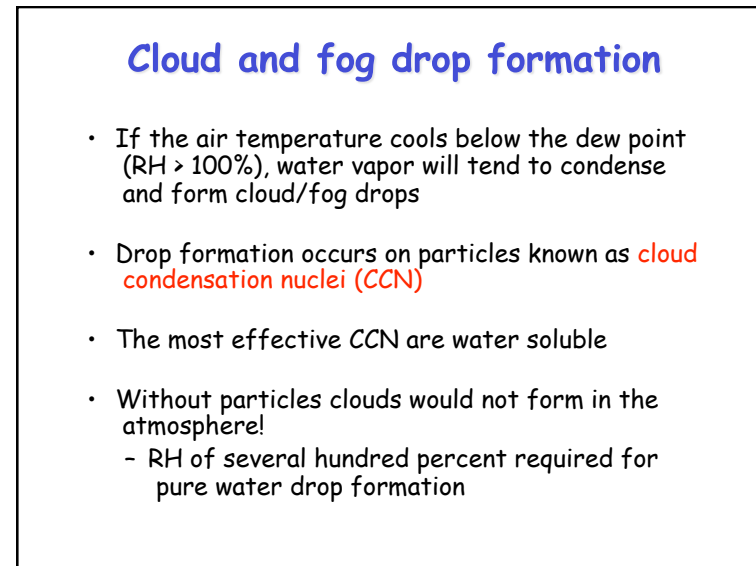 Cloud and fog drop formation
• If the air temperature cools below the dew point
(RH > 100%), water vapor will tend to condense
and form cloud/fog drops
• Drop formation occurs on particles known as cloud
condensation nuclei (CCN)
• The most effective CCN are water soluble
• Without particles clouds would not form in the
atmosphere!
– RH of several hundred percent required for
pure water drop formation